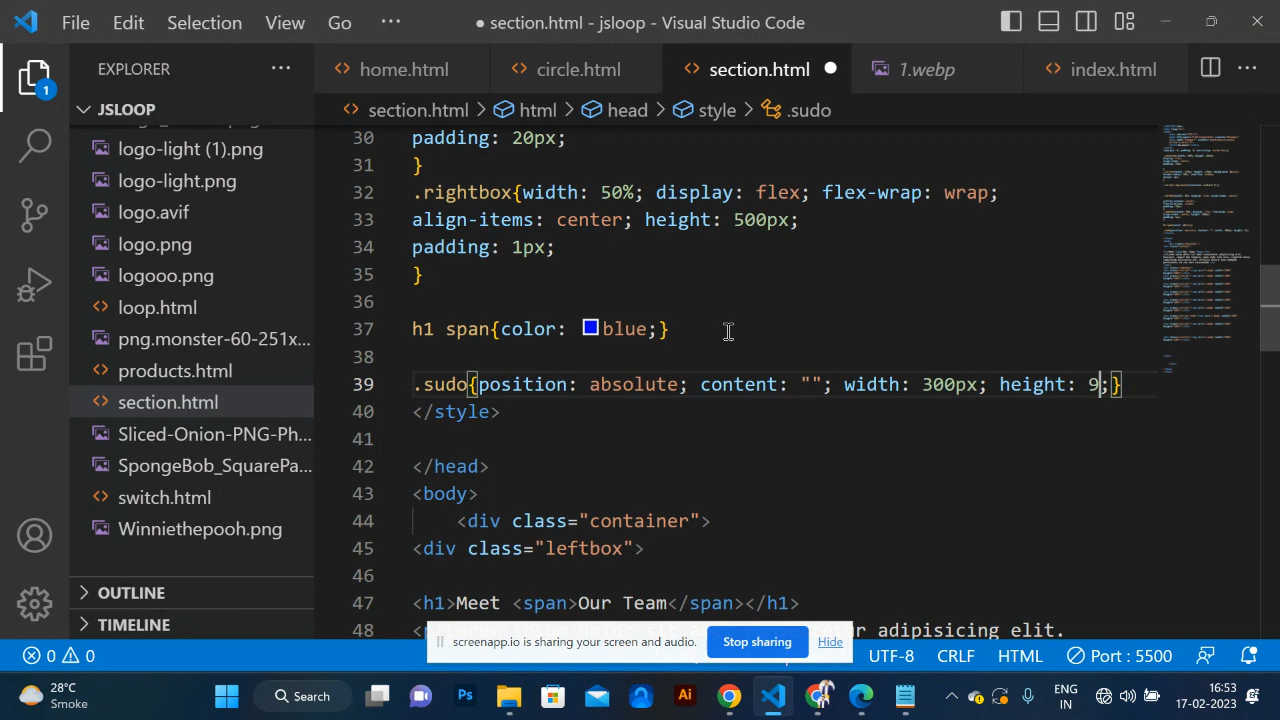 File Edit Selection View Go ··· ● section.html - jsloop - Visual Studio Code
EXPLORER ···
home.html circle.html section.html ● 1.webp index.html ···
JSLOOP
section.html > html > head > style > .sudo
logo-light (1).png
logo-light.png
logo.avif
logo.png
logooo.png
loop.html
png.monster-60-251x...
products.html
section.html
Sliced-Onion-PNG-Ph...
SpongeBob_SquarePa...
switch.html
Winniethepooh.png
OUTLINE
TIMELINE
30 padding: 20px;
31 }
32 .rightbox{width: 50%; display: flex; flex-wrap: wrap;
33 align-items: center; height: 500px;
34 padding: 1px;
35 }
36
37 h1 span{color: blue;}
38
39 .sudo{position: absolute; content: ""; width: 300px; height: 9;}
40 </style>
41
42 </head>
43 <body>
44 <div class="container">
45 <div class="leftbox">
46
47 <h1>Meet <span>Our Team</span></h1>
48 adipisicing elit.
screenapp.io is sharing your screen and audio. Stop sharing Hide
0 0 UTF-8 CRLF HTML Port : 5500
28°C
Smoke
Search
Ps
Ai
ENG
IN
16:53
17-02-2023
1